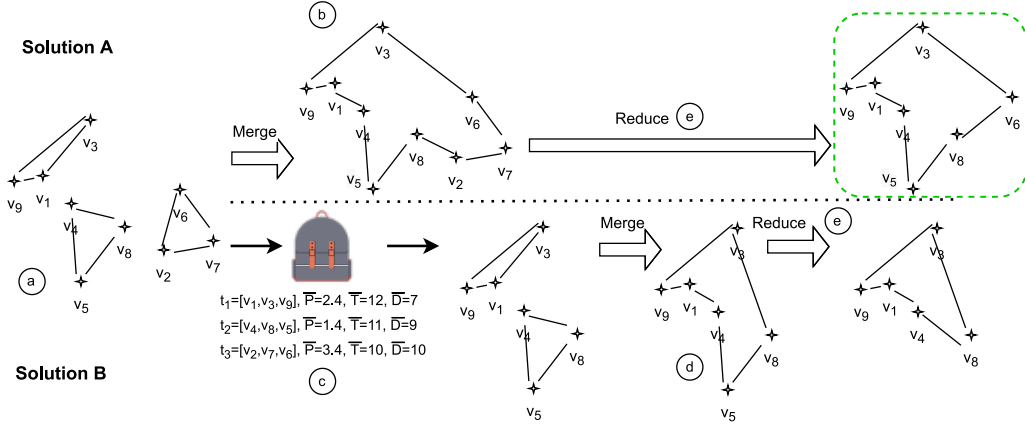 Solution A
b
v3
v9
v1
v4
v6
v5
v8
v2
v7
Merge
Reduce
e
v3
v9
v1
v4
v6
v8
v5
v3
v9
v1
v4
v8
v5
v6
v2
v7
a
t1=[v1,v3,v9], P=2.4, T=12, D=7
t2=[v4,v8,v5], P=1.4, T=11, D=9
t3=[v2,v7,v6], P=3.4, T=10, D=10
c
Solution B
v3
v9
v1
v4
v8
v5
Merge
v3
v9
v1
v4
v8
v5
d
Reduce
e
v3
v9
v1
v4
v8